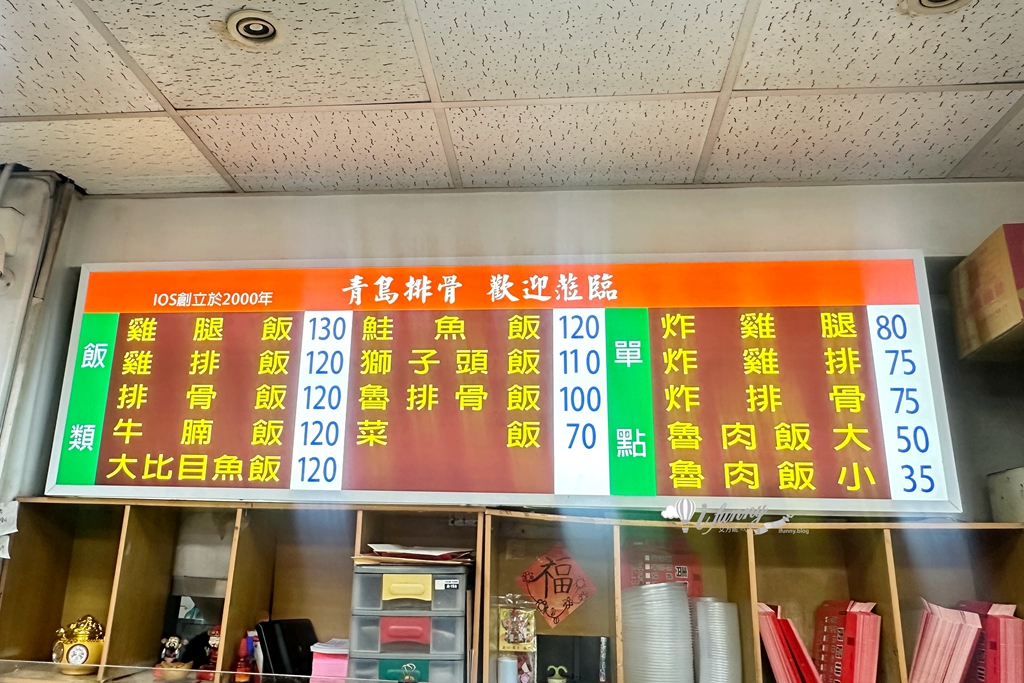 IOS創立於2000年 青島排骨 歡迎蒞臨
飯類
雞腿飯 130
雞排飯 120
排骨飯 120
牛腩飯 120
大比目魚飯 120
鮭魚飯 120
獅子頭飯 110
魯排骨飯 100
菜飯 70
單點
炸雞腿 80
炸雞排 75
炸排骨 75
魯肉飯大 50
魯肉飯小 35
福